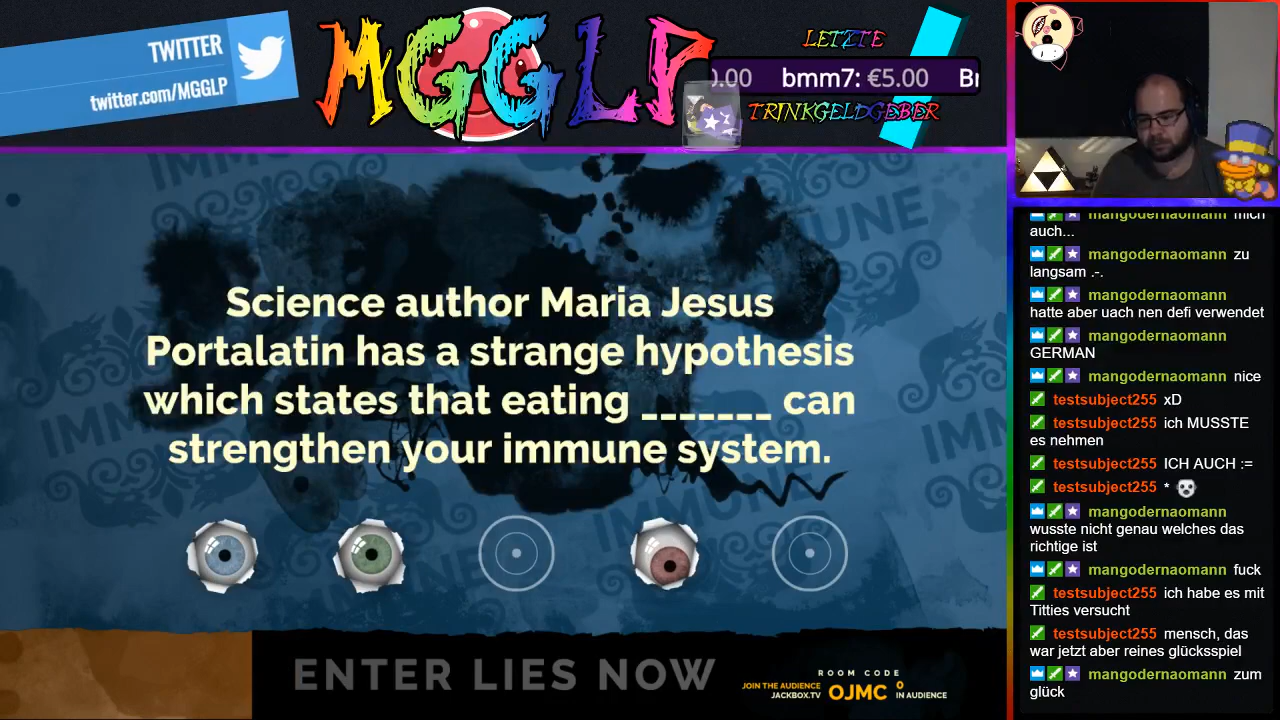 TWITTER
twitter.com/MGGLP
MGGLP
LETZTE
0.00 bmm7: €5.00
TRINKGELDGEBER
Science author Maria Jesus
Portalatin has a strange hypothesis
which states that eating _______ can
strengthen your immune system.
ENTER LIES NOW
ROOM CODE
JOIN THE AUDIENCE
JACKBOX.TV
OJMC
0
IN AUDIENCE
IMMUNE
IMMUNE
IMMUNE
IMMUNE
mangodernaomann mich
auch...
mangodernaomann zu
langsam .-.
mangodernaomann
hatte aber uach nen defi verwendet
mangodernaomann
GERMAN
mangodernaomann nice
testsubject255 xD
testsubject255 ich MUSSTE
es nehmen
testsubject255 ICH AUCH :=
testsubject255 *
mangodernaomann
wusste nicht genau welches das
richtige ist
mangodernaomann fuck
testsubject255 ich habe es mit
Titties versucht
testsubject255 mensch, das
war jetzt aber reines glücksspiel
mangodernaomann zum
glück